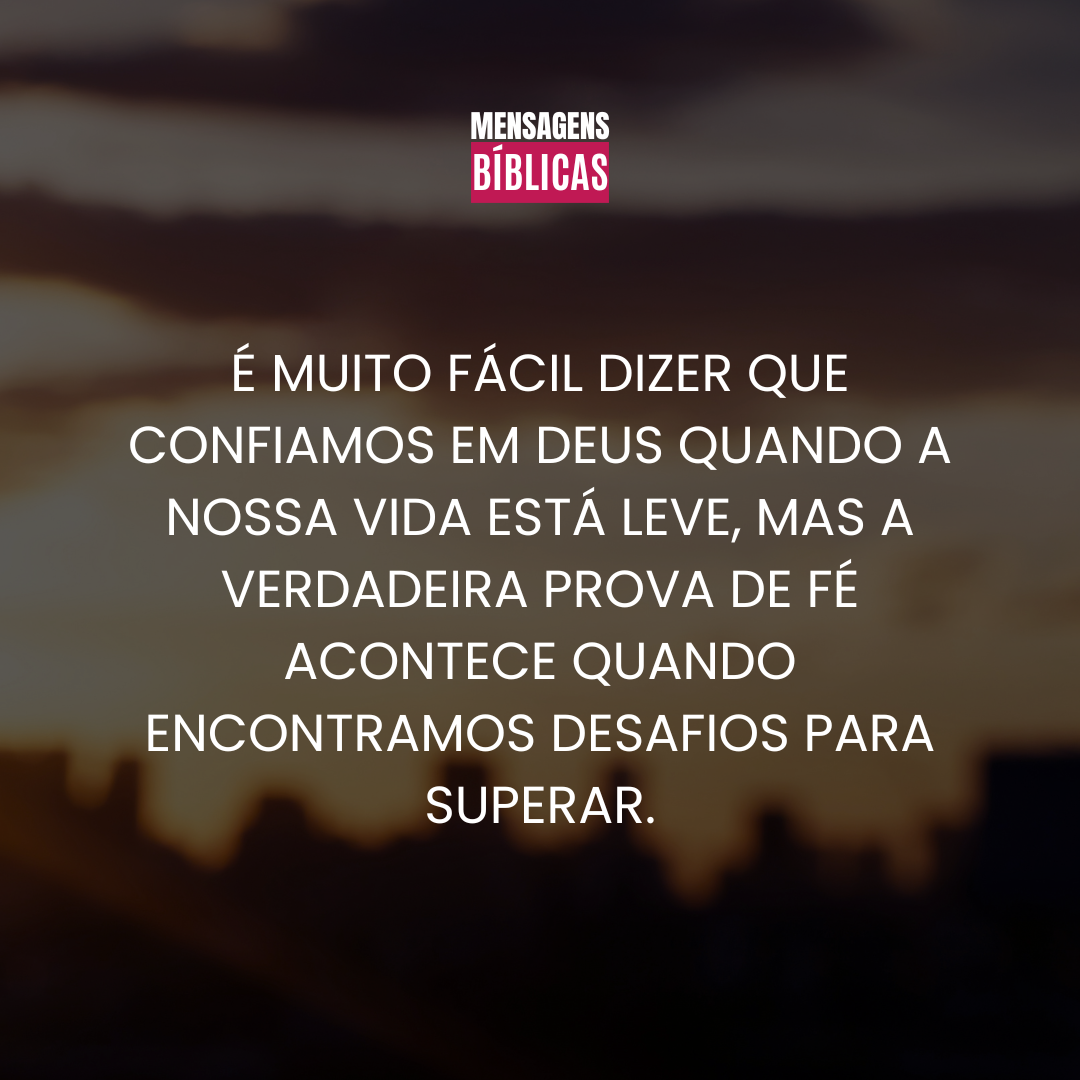 MENSAGENS
BÍBLICAS
É MUITO FÁCIL DIZER QUE
CONFIAMOS EM DEUS QUANDO A
NOSSA VIDA ESTÁ LEVE, MAS A
VERDADEIRA PROVA DE FÉ
ACONTECE QUANDO
ENCONTRAMOS DESAFIOS PARA
SUPERAR.